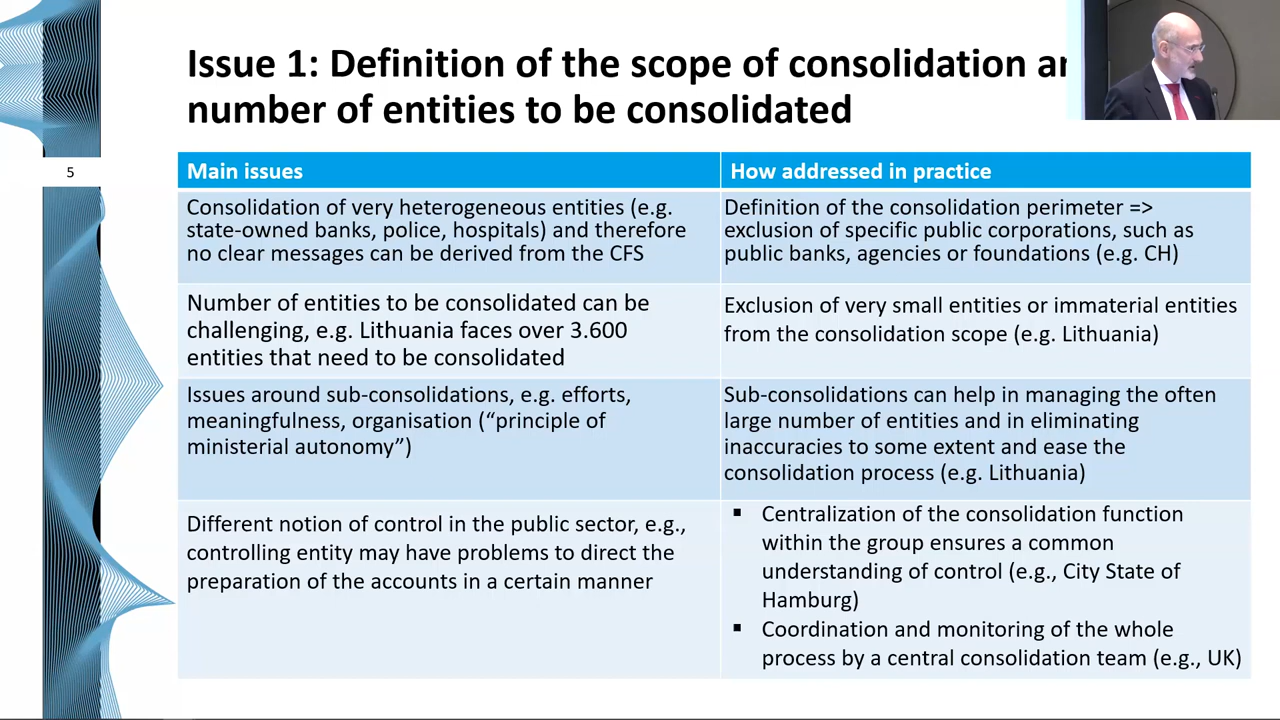 Issue 1: Definition of the scope of consolidation
number of entities to be consolidated
5
Main issues
How addressed in practice
Consolidation of very heterogeneous entities (e.g.
state-owned banks, police, hospitals) and therefore
no clear messages can be derived from the CFS
Definition of the consolidation perimeter =>
exclusion of specific public corporations, such as
public banks, agencies or foundations (e.g. CH)
Number of entities to be consolidated can be
challenging, e.g. Lithuania faces over 3.600
entities that need to be consolidated
Exclusion of very small entities or immaterial entities
from the consolidation scope (e.g. Lithuania)
Issues around sub-consolidations, e.g. efforts,
meaningfulness, organisation (“principle of
ministerial autonomy”)
Sub-consolidations can help in managing the often
large number of entities and in eliminating
inaccuracies to some extent and ease the
consolidation process (e.g. Lithuania)
Different notion of control in the public sector, e.g.,
controlling entity may have problems to direct the
preparation of the accounts in a certain manner
▪ Centralization of the consolidation function
within the group ensures a common
understanding of control (e.g., City State of
Hamburg)
▪ Coordination and monitoring of the whole
process by a central consolidation team (e.g., UK)